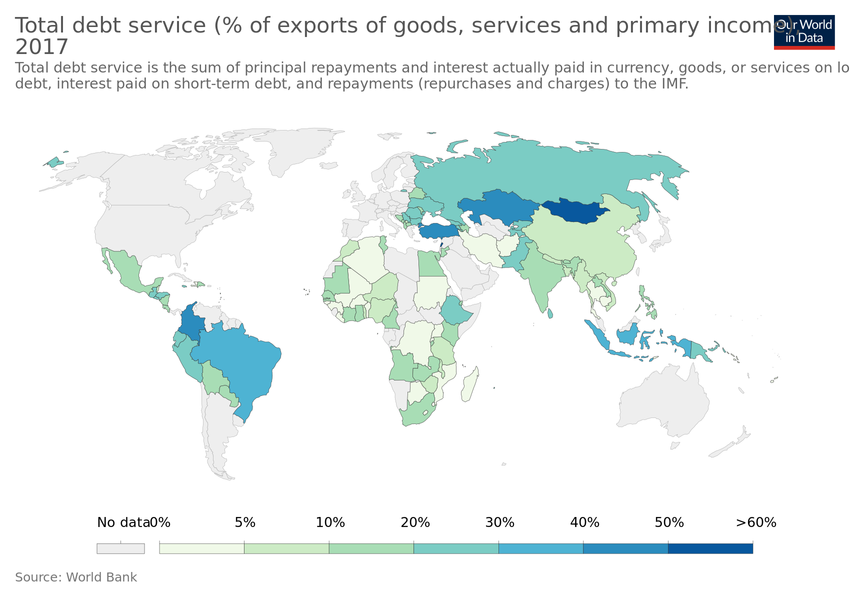 Total debt service (% of exports of goods, services and primary income),
2017
Our World
in Data
Total debt service is the sum of principal repayments and interest actually paid in currency, goods, or services on lo
debt, interest paid on short-term debt, and repayments (repurchases and charges) to the IMF.
No data 0% 5% 10% 20% 30% 40% 50% >60%
Source: World Bank